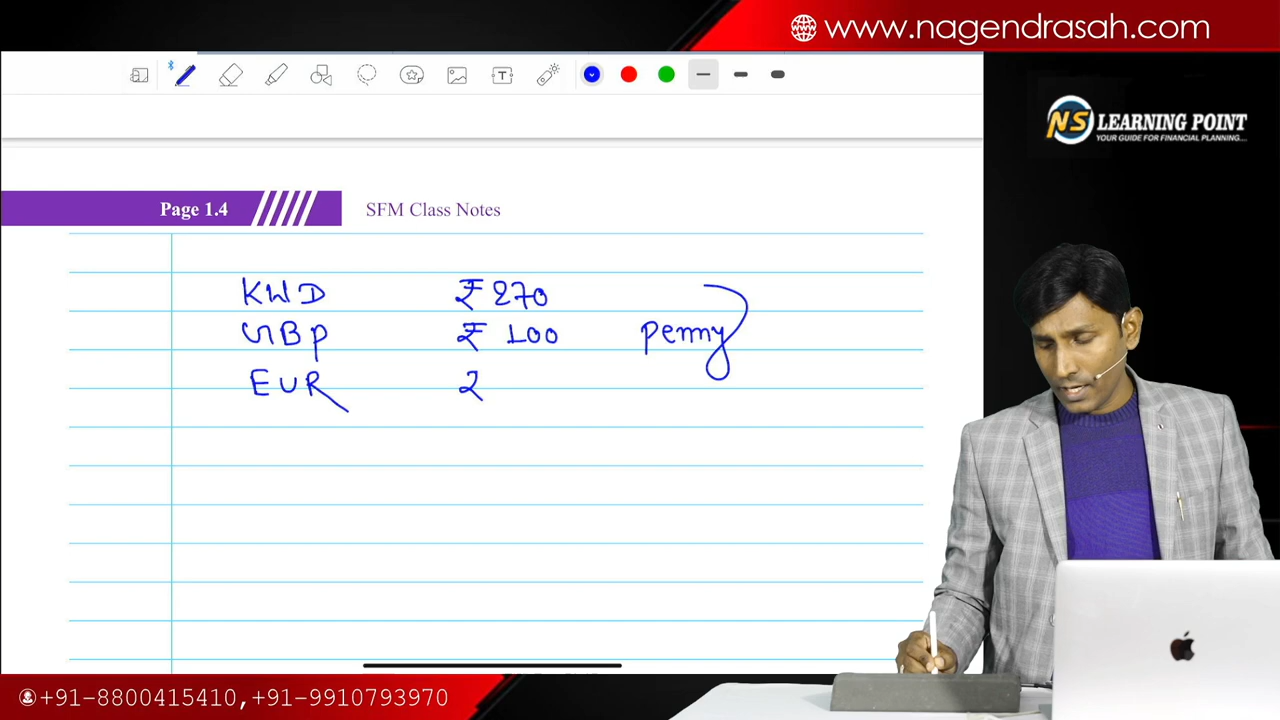 www.nagendrasah.com
NS LEARNING POINT
YOUR GUIDE FOR FINANCIAL PLANNING....
Page 1.4 SFM Class Notes
KWD ₹ 270
GBP ₹ 100 penny
EUR
+91-8800415410,+91-9910793970